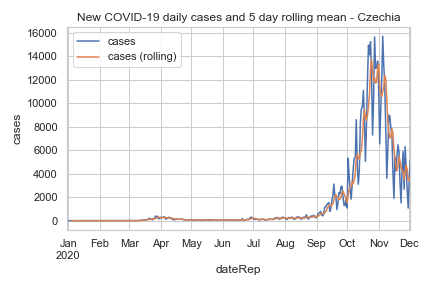 New COVID-19 daily cases and 5 day rolling mean - Czechia
cases
cases (rolling)
16000
14000
12000
10000
8000
6000
4000
2000
0
cases
Jan Feb Mar Apr May Jun Jul Aug Sep Oct Nov Dec
2020
dateRep